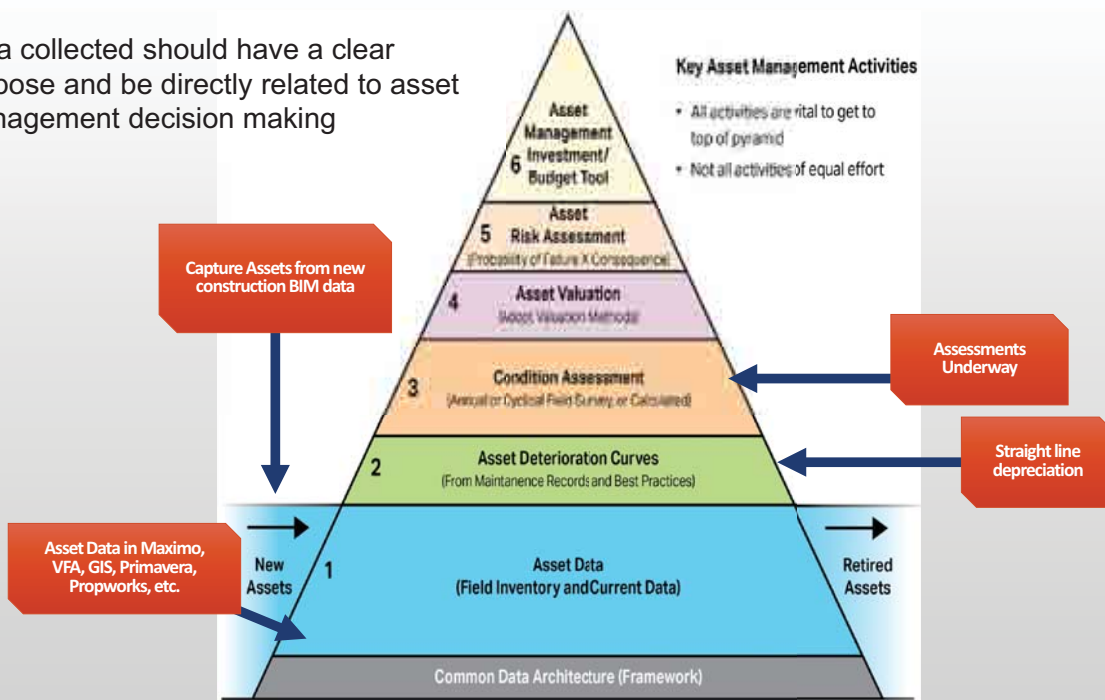 a collected should have a clear
pose and be directly related to asset
nagement decision making
Key Asset Management Activities
• All activities are vital to get to
top of pyramid
• Not all activities of equal effort
Asset
Management
6 Investment/
Budget Tool
Asset
5 Risk Assessment
(Probability of Failure X Consequence)
4 Asset Valuation
(Adopt Valuation Methods)
Capture Assets from new
construction BIM data
3 Condition Assessment
(Annual or Cyclical Field Survey, or Calculated)
Assessments
Underway
2 Asset Deterioration Curves
(From Maintanence Records and Best Practices)
Straight line
depreciation
Asset Data in Maximo,
VFA, GIS, Primavera,
Propworks, etc.
New
Assets
1 Asset Data
(Field Inventory and Current Data)
Retired
Assets
Common Data Architecture (Framework)